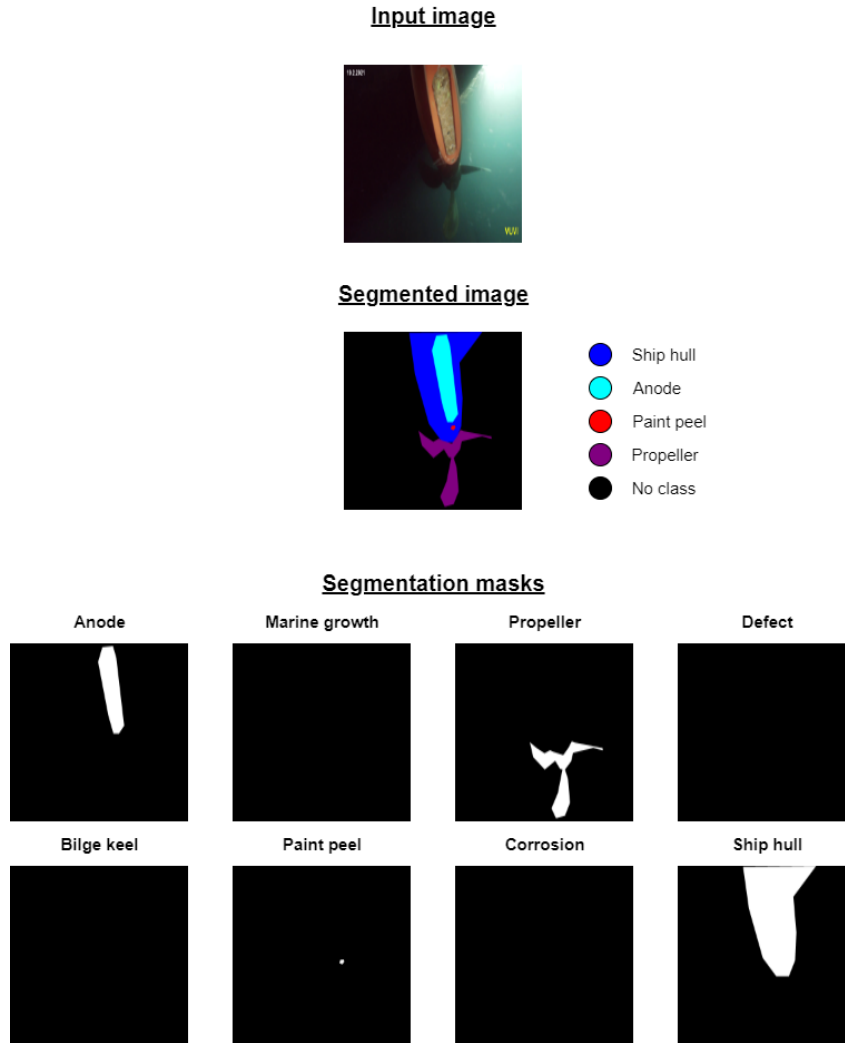 Input image
Segmented image
Ship hull
Anode
Paint peel
Propeller
No class
Segmentation masks
Anode Marine growth Propeller Defect
Bilge keel Paint peel Corrosion Ship hull